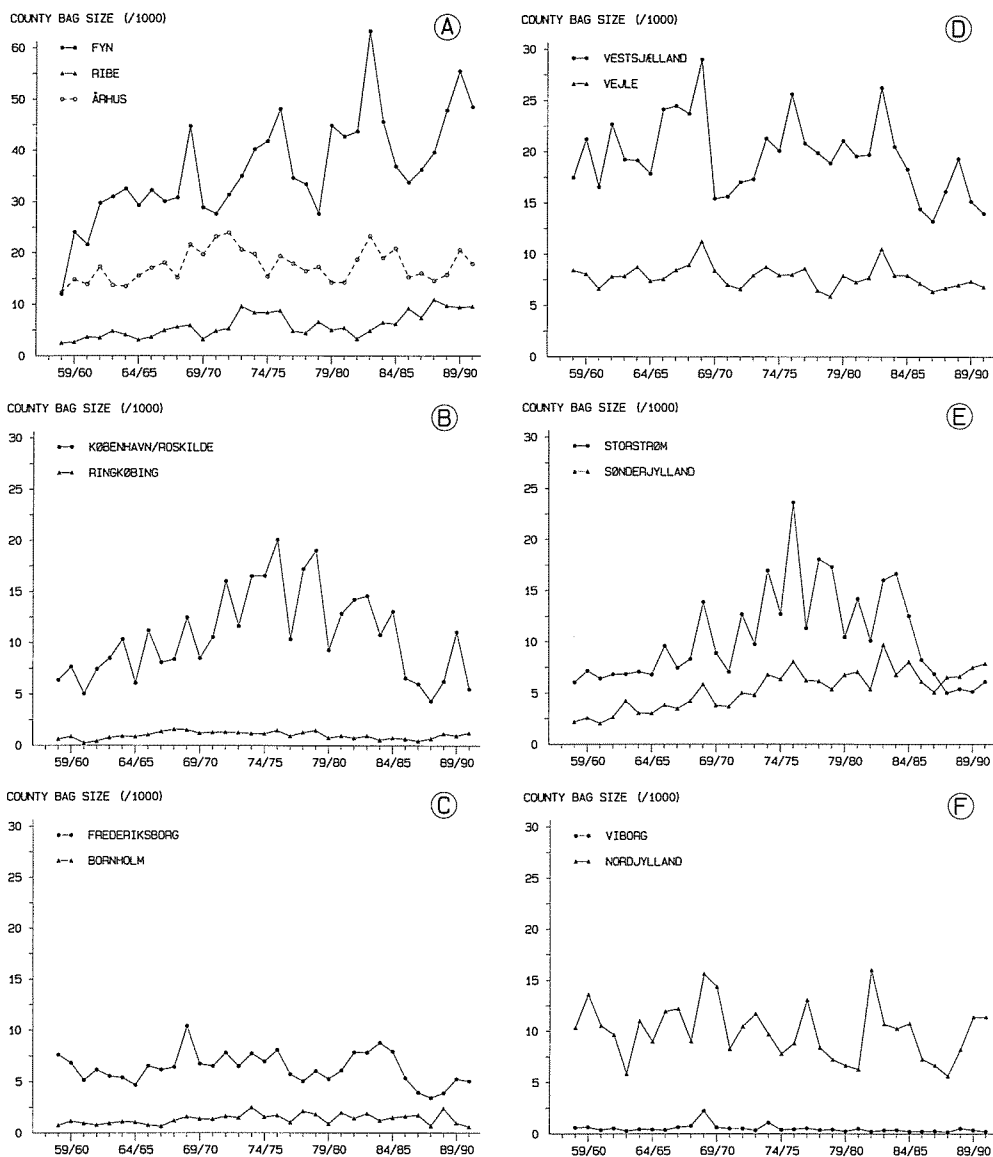 COUNTY BAG SIZE (/1000)
A
60
50
40
30
20
10
0
FYN
RIBE
ÅRHUS
59/60 64/65 69/70 74/75 79/80 84/85 89/90
COUNTY BAG SIZE (/1000)
B
30
25
20
15
10
5
0
KØBENHAVN/ROSKILDE
RINGKØBING
59/60 64/65 69/70 74/75 79/80 84/85 89/90
COUNTY BAG SIZE (/1000)
C
30
25
20
15
10
5
0
FREDERIKSBORG
BORNHOLM
59/60 64/65 69/70 74/75 79/80 84/85 89/90
COUNTY BAG SIZE (/1000)
D
30
25
20
15
10
5
0
VESTSJÆLLAND
VEJLE
59/60 64/65 69/70 74/75 79/80 84/85 89/90
COUNTY BAG SIZE (/1000)
E
30
25
20
15
10
5
0
STORSTRØM
SØNDERJYLLAND
59/60 64/65 69/70 74/75 79/80 84/85 89/90
COUNTY BAG SIZE (/1000)
F
30
25
20
15
10
5
0
VIBORG
NORDJYLLAND
59/60 64/65 69/70 74/75 79/80 84/85 89/90